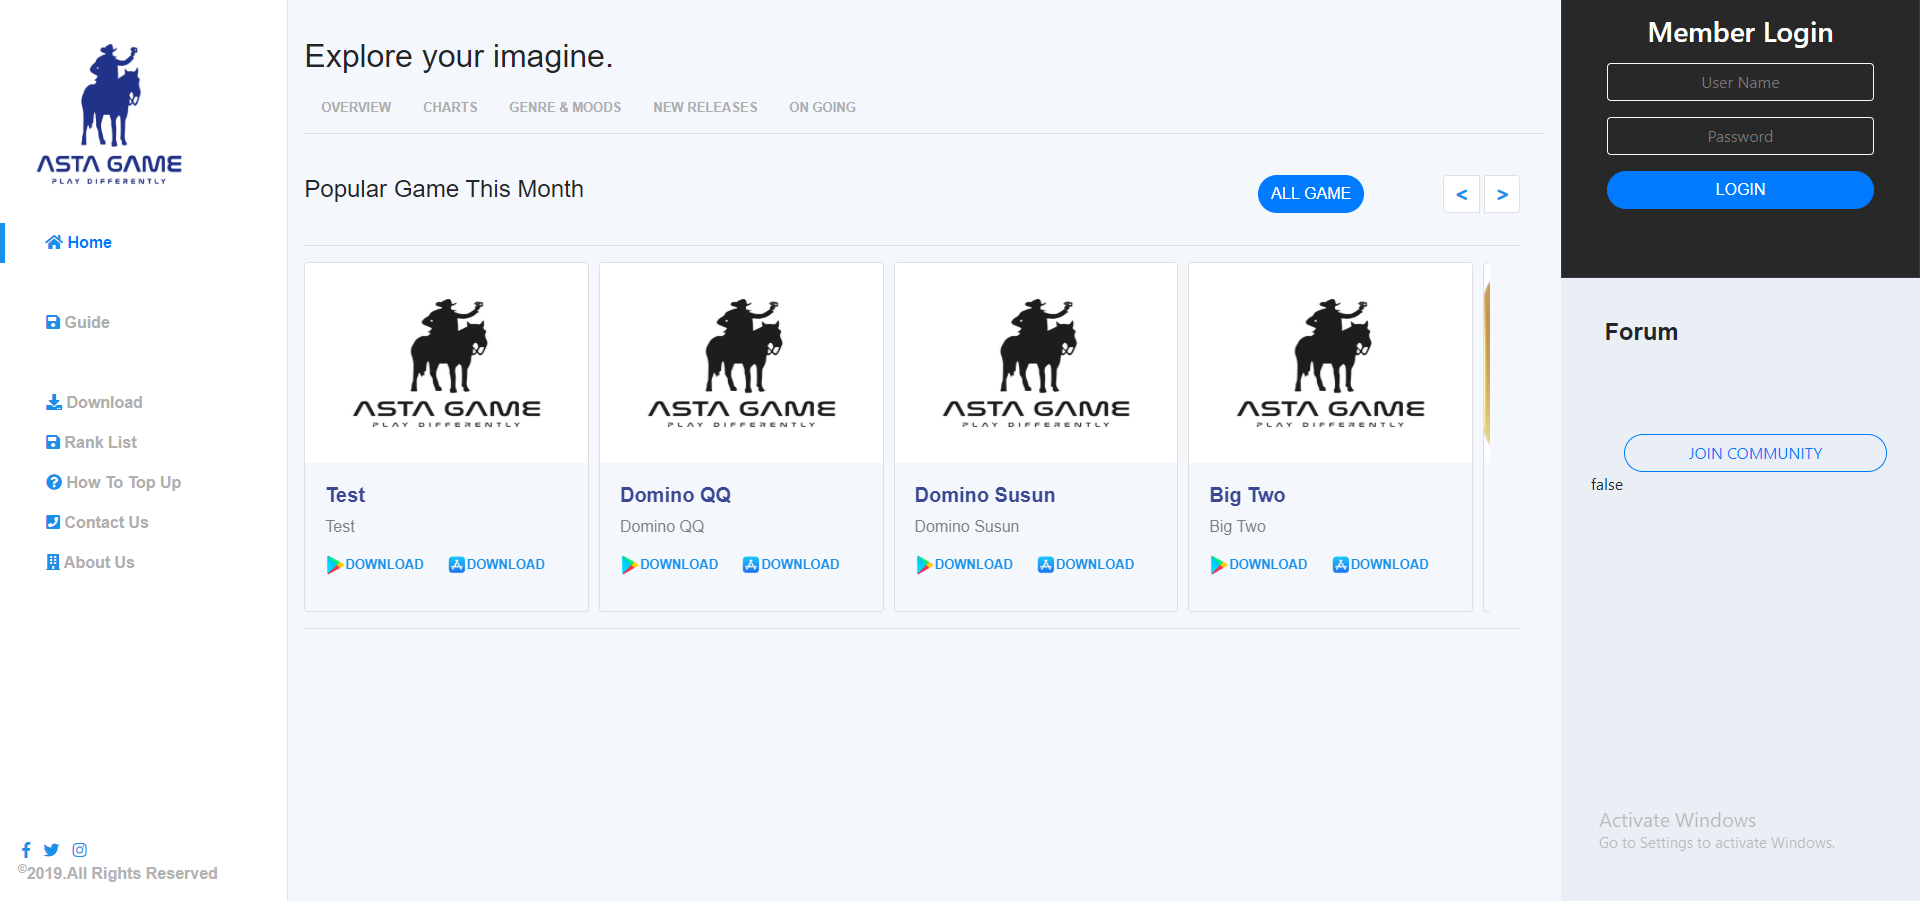 ASTA GAME
PLAY DIFFERENTLY
Home
Guide
Download
Rank List
How To Top Up
Contact Us
About Us
©2019.All Rights Reserved
Explore your imagine.
OVERVIEW CHARTS GENRE & MOODS NEW RELEASES ON GOING
Popular Game This Month
ALL GAME < >
ASTA GAME
PLAY DIFFERENTLY
Test
Test
DOWNLOAD DOWNLOAD
ASTA GAME
PLAY DIFFERENTLY
Domino QQ
Domino QQ
DOWNLOAD DOWNLOAD
ASTA GAME
PLAY DIFFERENTLY
Domino Susun
Domino Susun
DOWNLOAD DOWNLOAD
ASTA GAME
PLAY DIFFERENTLY
Big Two
Big Two
DOWNLOAD DOWNLOAD
Member Login
User Name
Password
LOGIN
Forum
JOIN COMMUNITY
false
Activate Windows
Go to Settings to activate Windows.